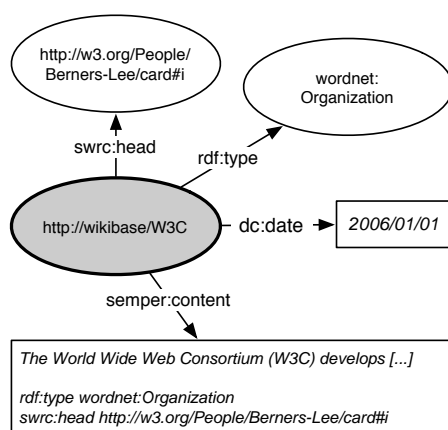 http://w3.org/People/
Berners-Lee/card#i
wordnet:
Organization
swrc:head
rdf:type
http://wikibase/W3C
dc:date
2006/01/01
semper:content
The World Wide Web Consortium (W3C) develops [...]
rdf:type wordnet:Organization
swrc:head http://w3.org/People/Berners-Lee/card#i